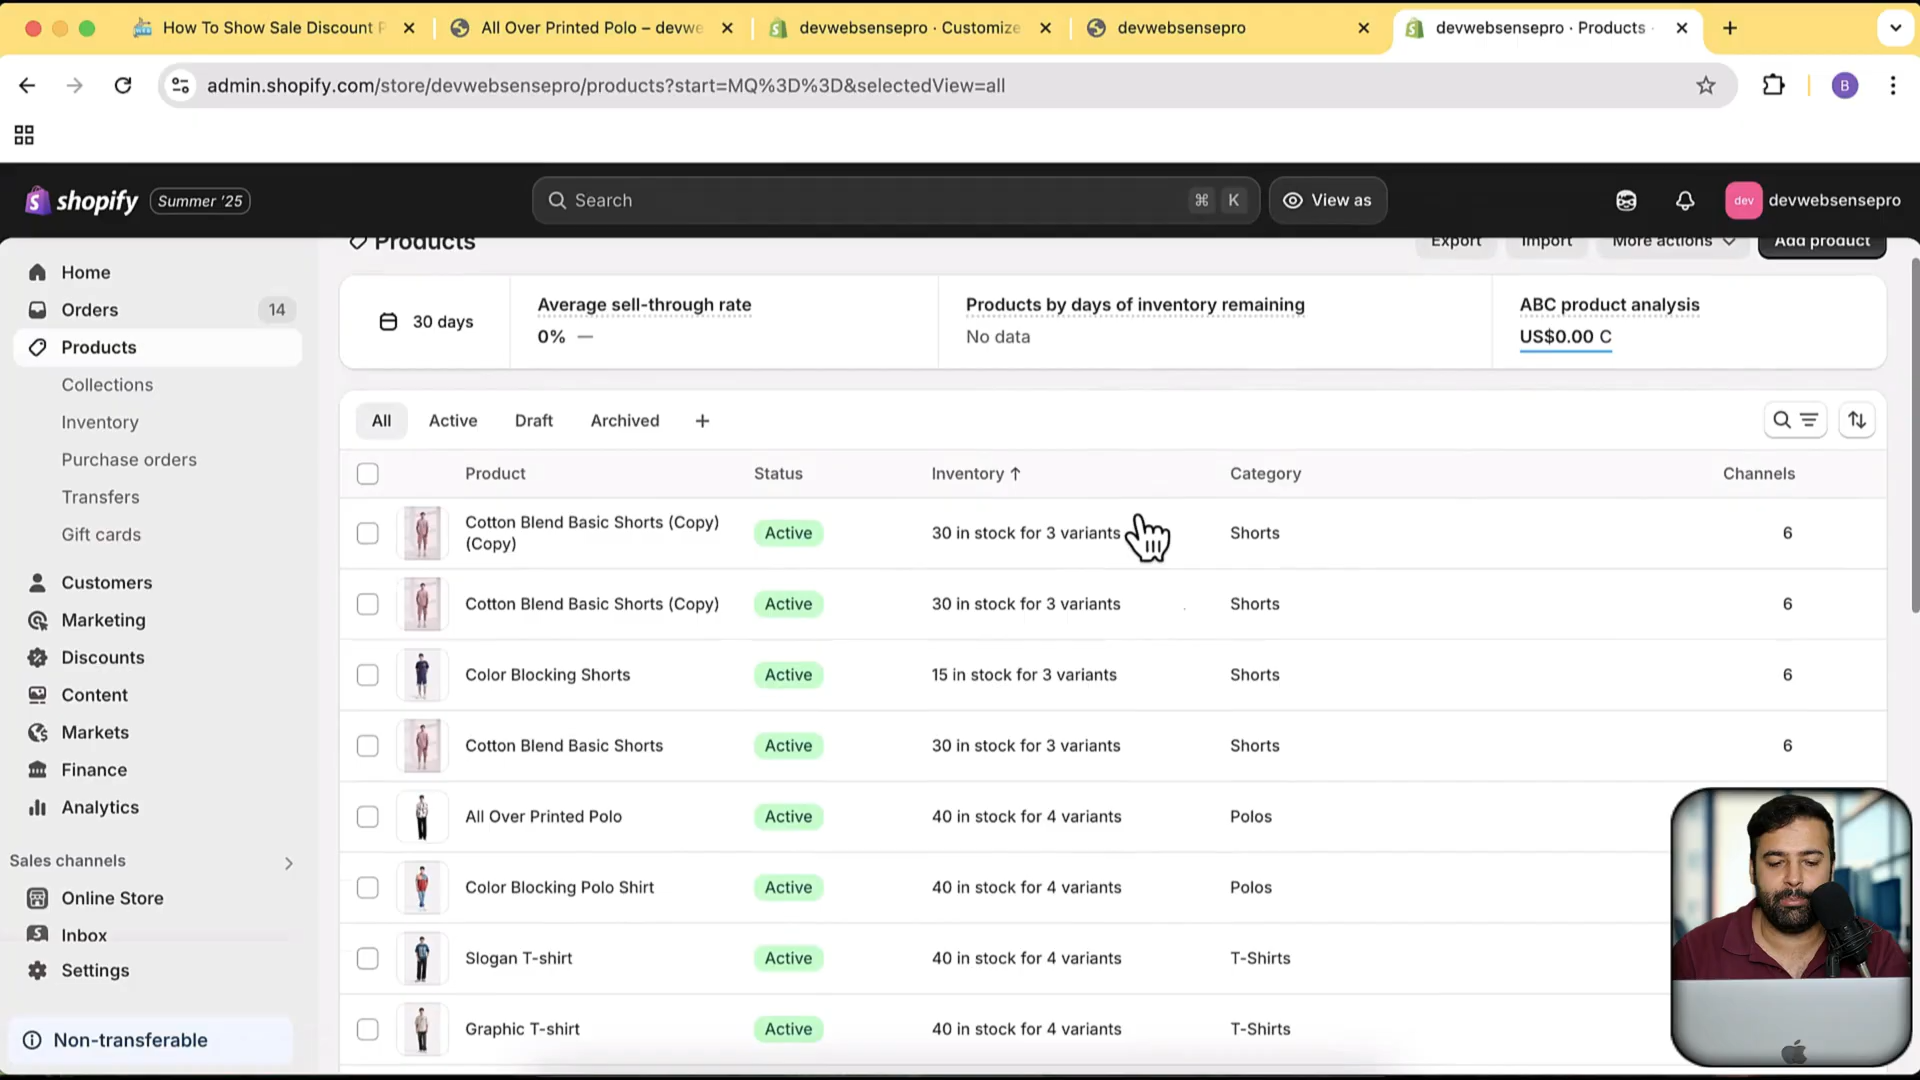 How To Show Sale Discount P
All Over Printed Polo – devwe
devwebsensepro · Customize
devwebsensepro
devwebsensepro · Products
admin.shopify.com/store/devwebsensepro/products?start=MQ%3D%3D&selectedView=all
B
shopify
Summer '25
Search
⌘ K
View as
dev
devwebsensepro
Home
Orders 14
Products
Collections
Inventory
Purchase orders
Transfers
Gift cards
Customers
Marketing
Discounts
Content
Markets
Finance
Analytics
Sales channels
Online Store
Inbox
Settings
Non-transferable
Products
Export
Import
More actions
Add product
30 days
Average sell-through rate
0% —
Products by days of inventory remaining
No data
ABC product analysis
US$0.00 C
All
Active
Draft
Archived
+
Product Status Inventory ↑ Category Channels
Cotton Blend Basic Shorts (Copy)
(Copy)
Active 30 in stock for 3 variants Shorts 6
Cotton Blend Basic Shorts (Copy) Active 30 in stock for 3 variants Shorts 6
Color Blocking Shorts Active 15 in stock for 3 variants Shorts 6
Cotton Blend Basic Shorts Active 30 in stock for 3 variants Shorts 6
All Over Printed Polo Active 40 in stock for 4 variants Polos
Color Blocking Polo Shirt Active 40 in stock for 4 variants Polos
Slogan T-shirt Active 40 in stock for 4 variants T-Shirts
Graphic T-shirt Active 40 in stock for 4 variants T-Shirts